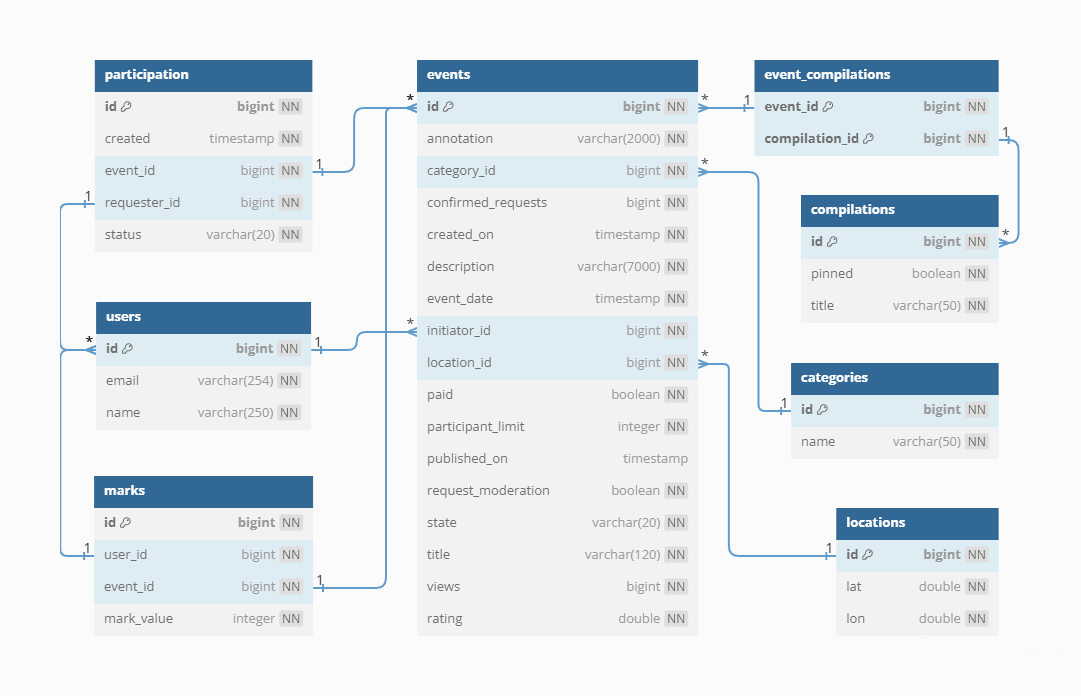 participation
id bigint NN
created timestamp NN
event_id bigint NN
requester_id bigint NN
status varchar(20) NN
users
id bigint NN
email varchar(254) NN
name varchar(250) NN
marks
id bigint NN
user_id bigint NN
event_id bigint NN
mark_value integer NN
events
id bigint NN
annotation varchar(2000) NN
category_id bigint NN
confirmed_requests bigint NN
created_on timestamp NN
description varchar(7000) NN
event_date timestamp NN
initiator_id bigint NN
location_id bigint NN
paid boolean NN
participant_limit integer NN
published_on timestamp
request_moderation boolean NN
state varchar(20) NN
title varchar(120) NN
views bigint NN
rating double NN
event_compilations
event_id bigint NN
compilation_id bigint NN
compilations
id bigint NN
pinned boolean NN
title varchar(50) NN
categories
id bigint NN
name varchar(50) NN
locations
id bigint NN
lat double NN
lon double NN
1
1
*
1
1
1
*
*
*
*
*
1
1
*
1
1